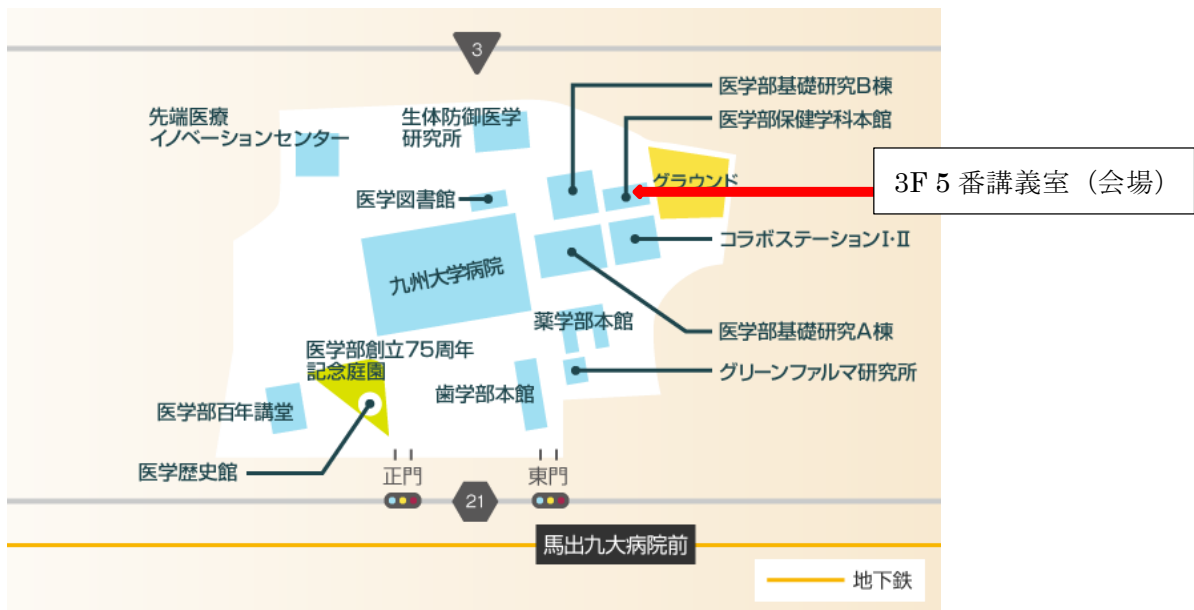 3
先端医療
イノベーションセンター
生体防御医学
研究所
医学部基礎研究B棟
医学部保健学科本館
グラウンド
3F 5 番講義室（会場）
医学図書館
コラボステーションI・II
九州大学病院
薬学部本館
医学部基礎研究A棟
医学部創立75周年
記念庭園
グリーンファルマ研究所
歯学部本館
医学部百年講堂
医学歴史館
正門
東門
21
馬出九大病院前
地下鉄